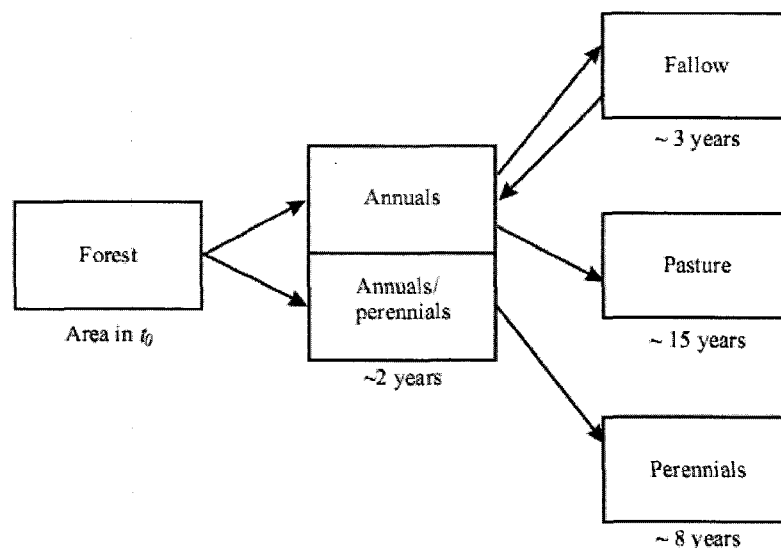 Forest
Area in t0
Annuals
Annuals/
perennials
~2 years
Fallow
~ 3 years
Pasture
~ 15 years
Perennials
~ 8 years